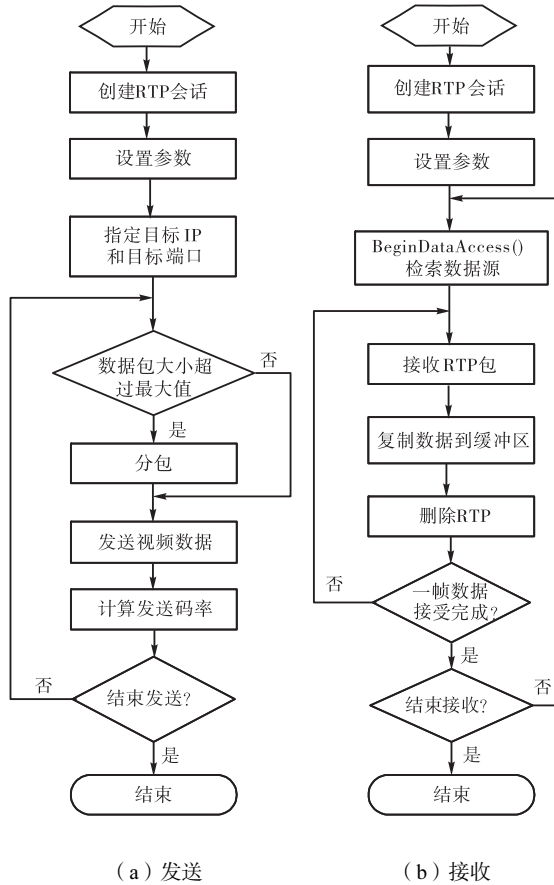 开始
创建RTP会话
设置参数
指定目标 IP
和目标端口
数据包大小超
过最大值
否
是
分包
发送视频数据
计算发送码率
否
结束发送?
是
结束
(a)发送
开始
创建RTP会话
设置参数
BeginDataAccess()
检索数据源
接收RTP包
复制数据到缓冲区
删除RTP
否
一帧数据
接受完成?
是
结束接收?
否
是
结束
(b)接收